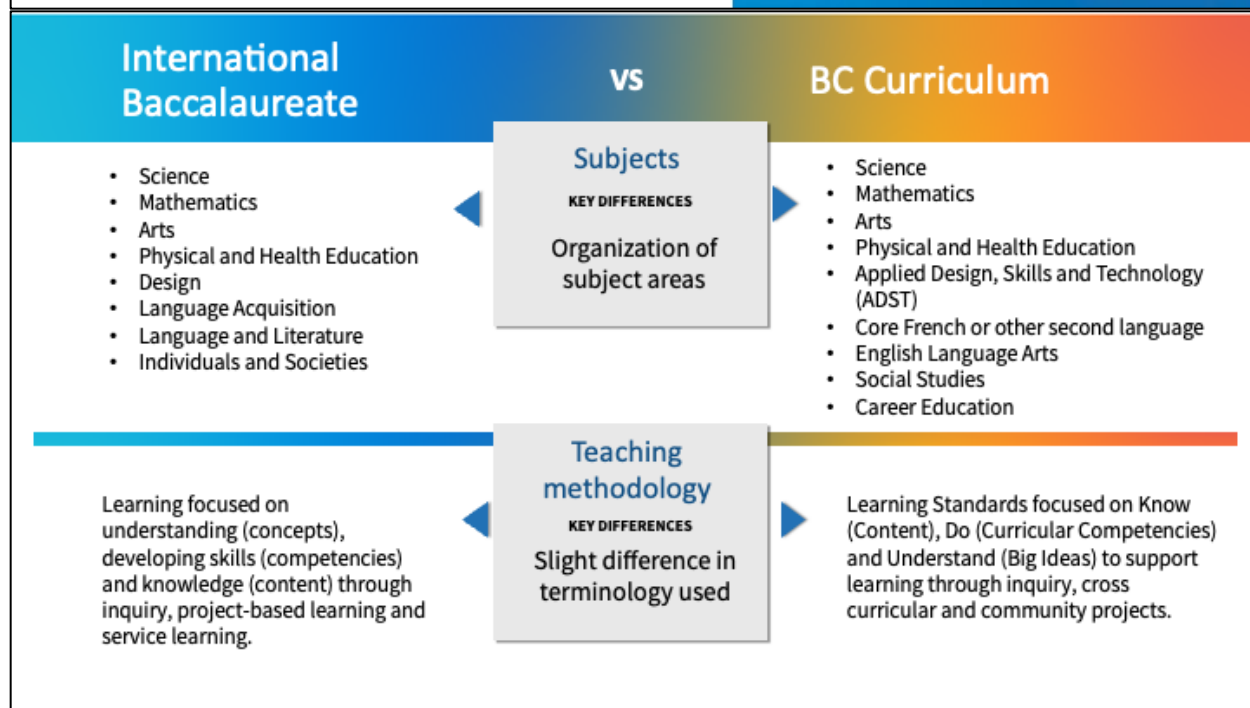 International
Baccalaureate
vs
BC Curriculum
• Science
• Mathematics
• Arts
• Physical and Health Education
• Design
• Language Acquisition
• Language and Literature
• Individuals and Societies
Subjects
KEY DIFFERENCES
Organization of
subject areas
• Science
• Mathematics
• Arts
• Physical and Health Education
• Applied Design, Skills and Technology
(ADST)
• Core French or other second language
• English Language Arts
• Social Studies
• Career Education
Learning focused on
understanding (concepts),
developing skills (competencies)
and knowledge (content) through
inquiry, project-based learning and
service learning.
Teaching
methodology
KEY DIFFERENCES
Slight difference in
terminology used
Learning Standards focused on Know
(Content), Do (Curricular Competencies)
and Understand (Big Ideas) to support
learning through inquiry, cross
curricular and community projects.